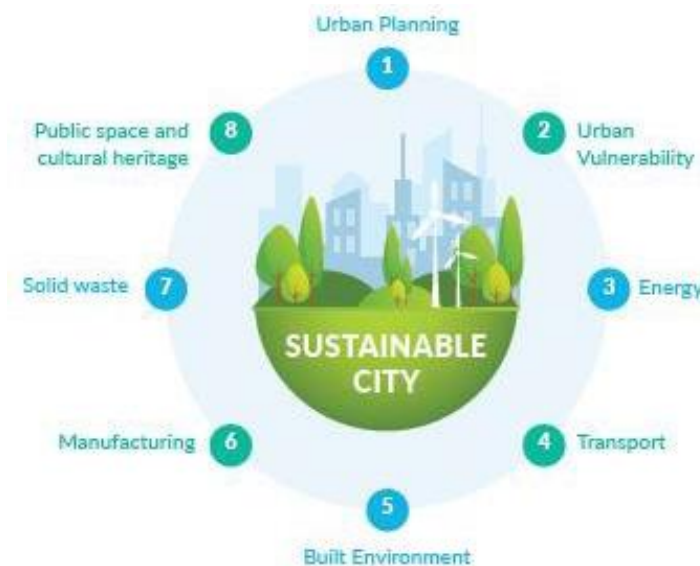 Urban Planning
1
2
Urban
Vulnerability
3
Energy
4
Transport
5
Built Environment
6
Manufacturing
7
Solid waste
8
Public space and
cultural heritage
SUSTAINABLE
CITY